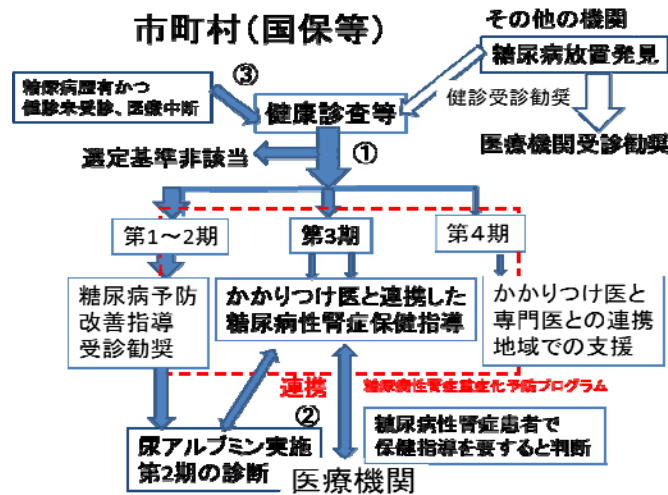 市町村（国保等）
その他の機関
糖尿病放置発見
③
糖尿病歴有かつ
健診未受診、医療中断
健康診査等
健診受診勧奨
医療機関受診勧奨
選定基準非該当
①
第1～2期
第3期
第４期
糖尿病予防
改善指導
受診勧奨
かかりつけ医と連携した
糖尿病性腎症保健指導
かかりつけ医と
専門医との連携
地域での支援
連携
糖尿病性腎症重症化予防プログラム
②
尿アルブミン実施
第2期の診断
糖尿病性腎症患者で
保健指導を要すると判断
医療機関